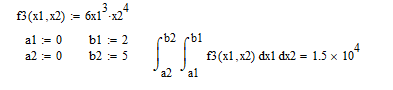 f3(x1,x2) := 6x1³·x2⁴
a1 := 0 b1 := 2
a2 := 0 b2 := 5
∫_{a2}^{b2} ∫_{a1}^{b1} f3(x1,x2) dx1 dx2 = 1.5 × 10⁴